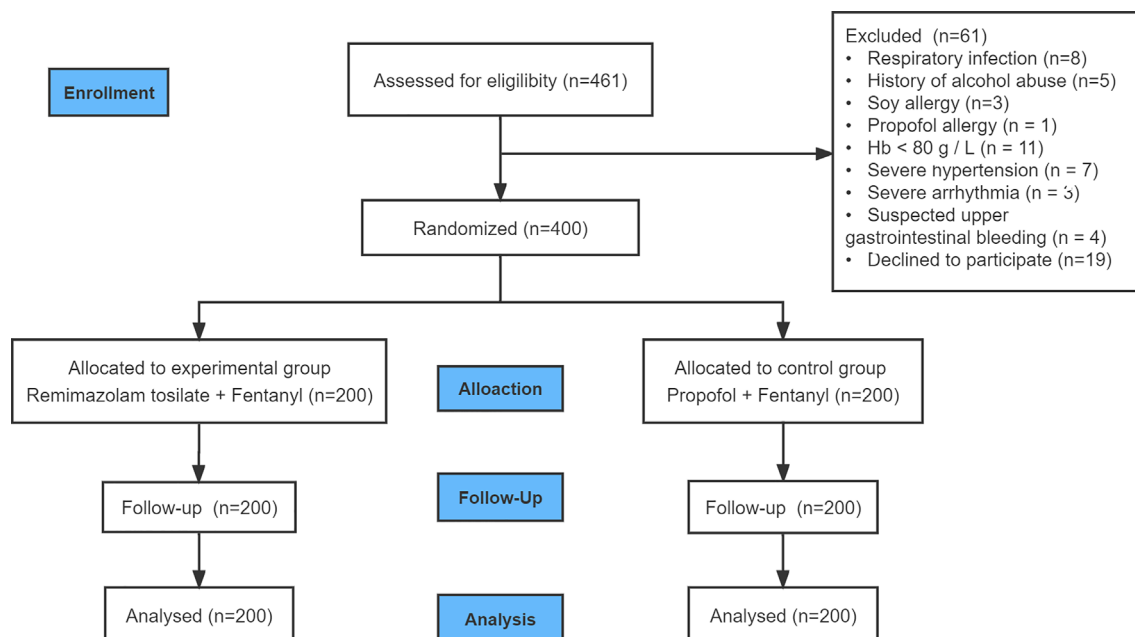 Enrollment
Assessed for eligilibity (n=461)
Excluded (n=61)
• Respiratory infection (n=8)
• History of alcohol abuse (n=5)
• Soy allergy (n=3)
• Propofol allergy (n = 1)
• Hb < 80 g / L (n = 11)
• Severe hypertension (n = 7)
• Severe arrhythmia (n = 3)
• Suspected upper
gastrointestinal bleeding (n = 4)
• Declined to participate (n=19)
Randomized (n=400)
Allocated to experimental group
Remimazolam tosilate + Fentanyl (n=200)
Alloaction
Allocated to control group
Propofol + Fentanyl (n=200)
Follow-up (n=200)
Follow-Up
Follow-up (n=200)
Analysed (n=200)
Analysis
Analysed (n=200)